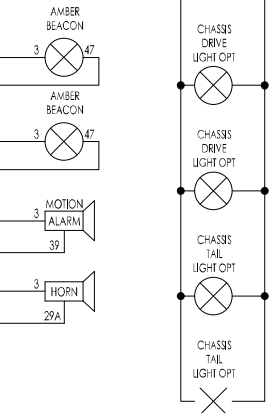 AMBER
BEACON
3
47
AMBER
BEACON
3
47
MOTION
3
ALARM
39
3
HORN
29A
CHASSIS
DRIVE
LIGHT OPT
CHASSIS
DRIVE
LIGHT OPT
CHASSIS
TAIL
LIGHT OPT
CHASSIS
TAIL
LIGHT OPT